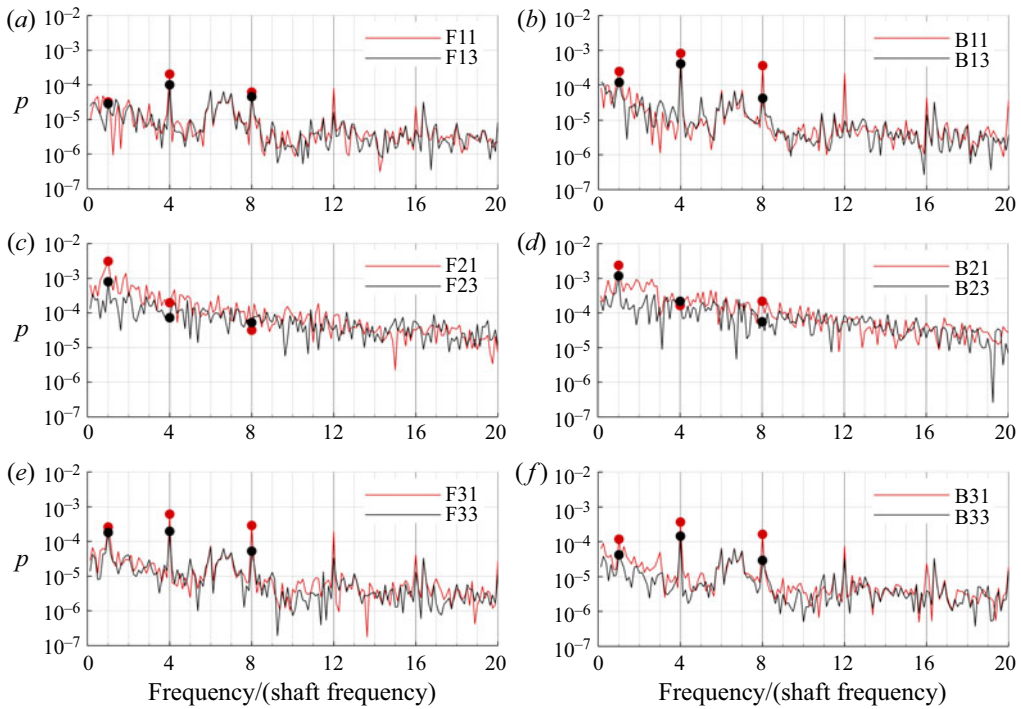 (a)
10−2
10−3
10−4
10−5
10−6
10−7
p
F11
F13
0 4 8 12 16 20
(b)
10−2
10−3
10−4
10−5
10−6
10−7
B11
B13
0 4 8 12 16 20
(c)
10−2
10−3
10−4
10−5
10−6
10−7
p
F21
F23
0 4 8 12 16 20
(d)
10−2
10−3
10−4
10−5
10−6
10−7
B21
B23
0 4 8 12 16 20
(e)
10−2
10−3
10−4
10−5
10−6
10−7
p
F31
F33
0 4 8 12 16 20
Frequency/(shaft frequency)
(f)
10−2
10−3
10−4
10−5
10−6
10−7
B31
B33
0 4 8 12 16 20
Frequency/(shaft frequency)